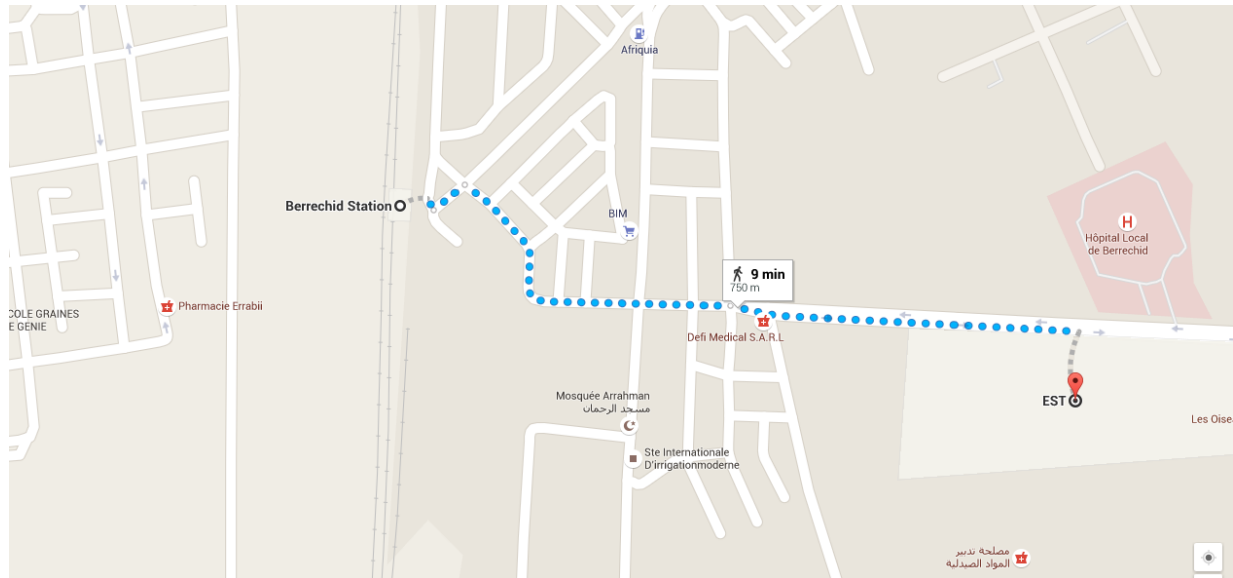 Afriquia
Berrechid Station
BIM
H
Hôpital Local
de Berrechid
9 min
750 m
Pharmacie Errabii
COLE GRAINES
E GENIE
Defi Medical S.A.R.L
Mosquée Arrahman
مسجد الرحمان
EST
Les Oise
Ste Internationale
D'irrigationmoderne
مصلحة تدبير
المواد الصيدلية